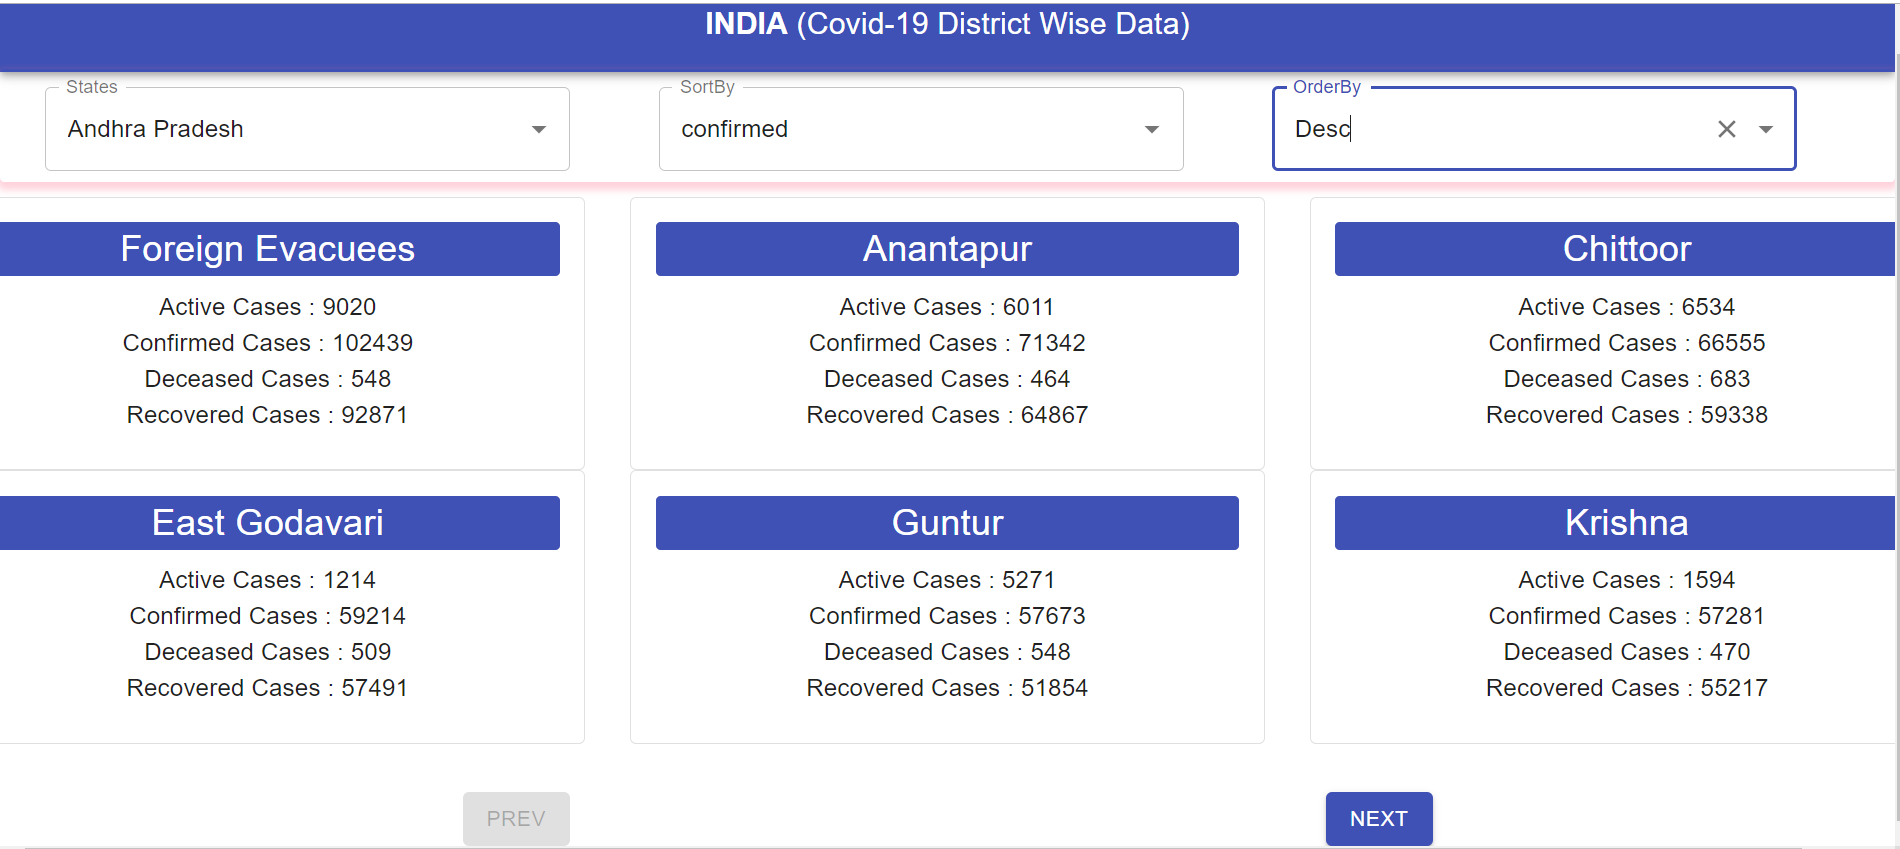 INDIA (Covid-19 District Wise Data)
States
Andhra Pradesh
SortBy
confirmed
OrderBy
Desc
Foreign Evacuees
Active Cases : 9020
Confirmed Cases : 102439
Deceased Cases : 548
Recovered Cases : 92871
Anantapur
Active Cases : 6011
Confirmed Cases : 71342
Deceased Cases : 464
Recovered Cases : 64867
Chittoor
Active Cases : 6534
Confirmed Cases : 66555
Deceased Cases : 683
Recovered Cases : 59338
East Godavari
Active Cases : 1214
Confirmed Cases : 59214
Deceased Cases : 509
Recovered Cases : 57491
Guntur
Active Cases : 5271
Confirmed Cases : 57673
Deceased Cases : 548
Recovered Cases : 51854
Krishna
Active Cases : 1594
Confirmed Cases : 57281
Deceased Cases : 470
Recovered Cases : 55217
PREV
NEXT